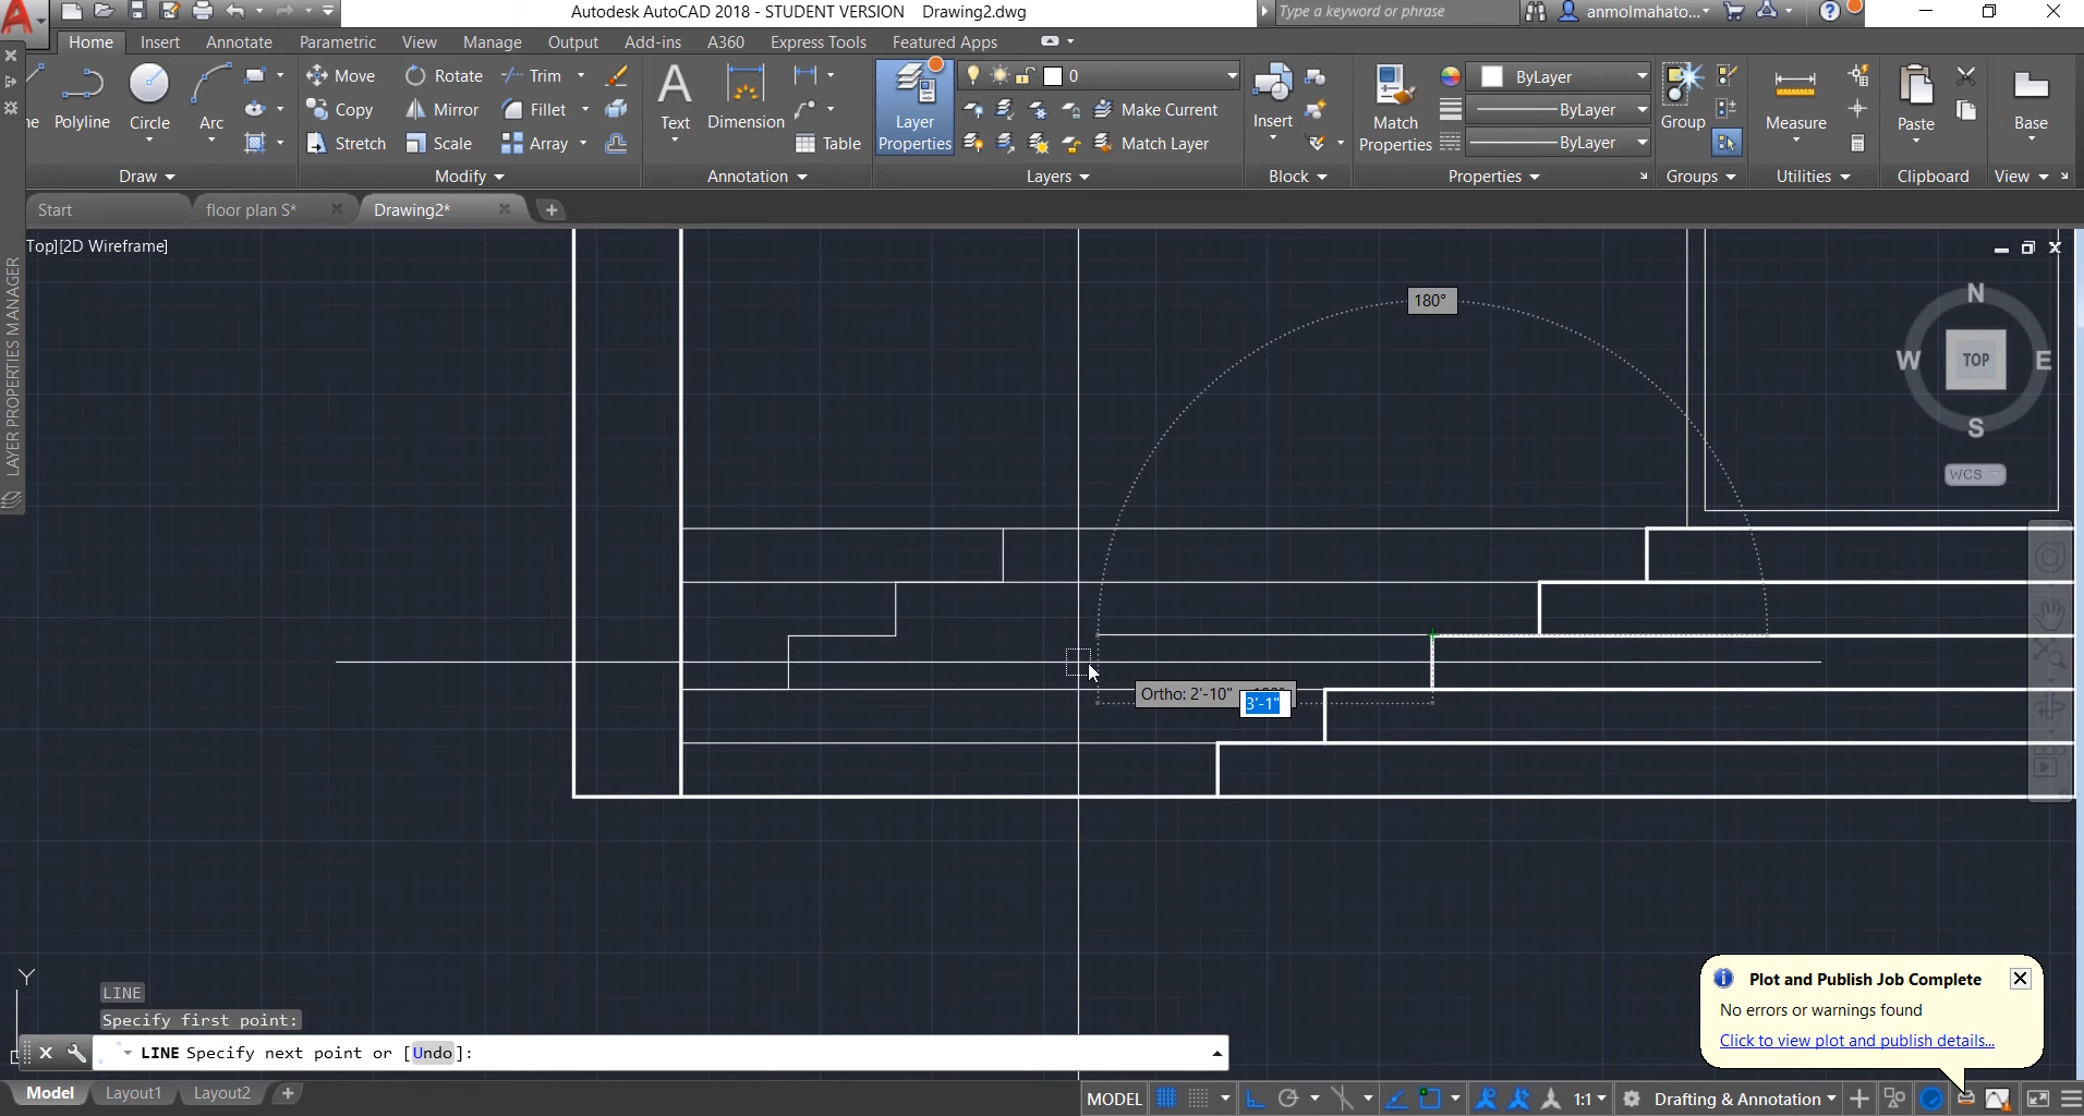 Autodesk AutoCAD 2018 - STUDENT VERSION Drawing2.dwg
Type a keyword or phrase
anmolmahato...
Home Insert Annotate Parametric View Manage Output Add-ins A360 Express Tools Featured Apps
Polyline Circle Arc
Move Rotate Trim
Copy Mirror Fillet
Stretch Scale Array
Text Dimension Table
Layer Properties
0
Make Current
Match Layer
Insert
Match Properties
ByLayer
ByLayer
ByLayer
Group Measure Paste Base
Draw Modify Annotation Layers Block Properties Groups Utilities Clipboard View
Start floor plan S* Drawing2*
Top][2D Wireframe]
LAYER PROPERTIES MANAGER
180°
N
W TOP E
S
WCS
Ortho: 2'-10"
3'-1"
Y
LINE
Specify first point:
LINE Specify next point or [Undo]:
Plot and Publish Job Complete
No errors or warnings found
Click to view plot and publish details...
Model Layout1 Layout2
MODEL 1:1 Drafting & Annotation